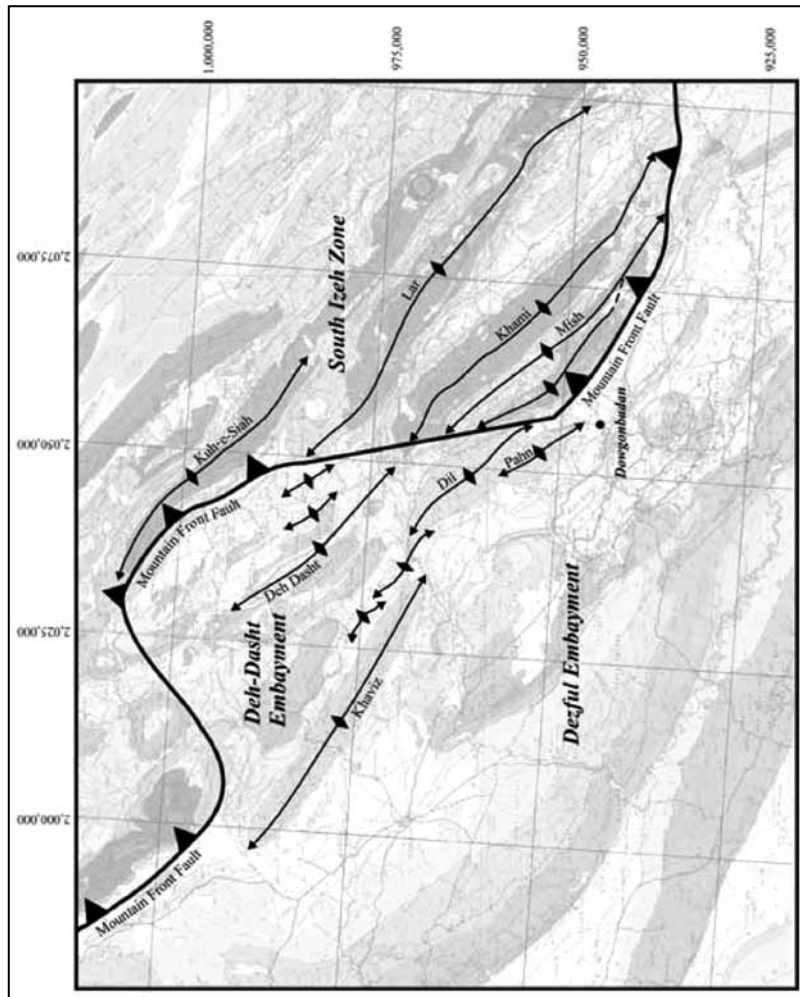 1,000,000
975,000
950,000
925,000
2,075,000
2,050,000
2,025,000
2,000,000
South Izeh Zone
Lar
Khami
Mish
Mountain Front Fault
Dowgonbadan
Kuh-e-Siah
Mountain Front Fault
Dil
Pahn
Deh Dasht
Deh-Dasht
Embayment
Khaviz
Dezful Embayment
Mountain Front Fault